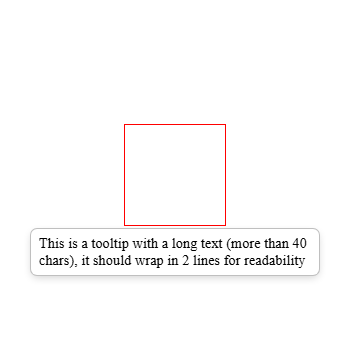 This is a tooltip with a long text (more than 40
chars), it should wrap in 2 lines for readability